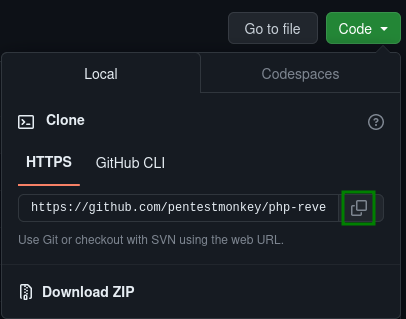 Go to file Code
Local Codespaces
Clone
HTTPS GitHub CLI
https://github.com/pentestmonkey/php-reve
Use Git or checkout with SVN using the web URL.
Download ZIP